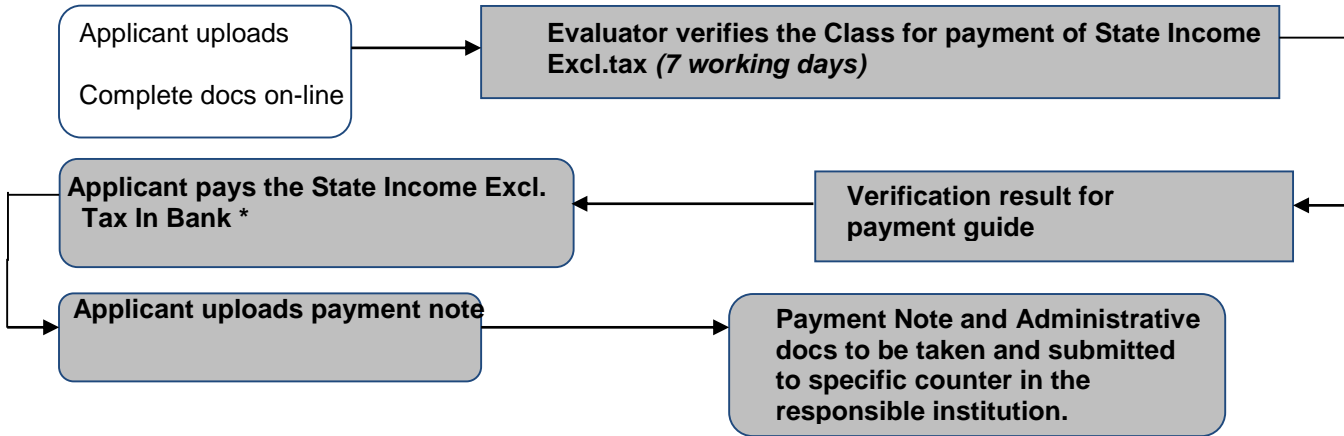 Applicant uploads
Complete docs on-line
Evaluator verifies the Class for payment of State Income
Excl.tax (7 working days)
Verification result for
payment guide
Applicant pays the State Income Excl.
Tax In Bank *
Applicant uploads payment note
Payment Note and Administrative
docs to be taken and submitted
to specific counter in the
responsible institution.